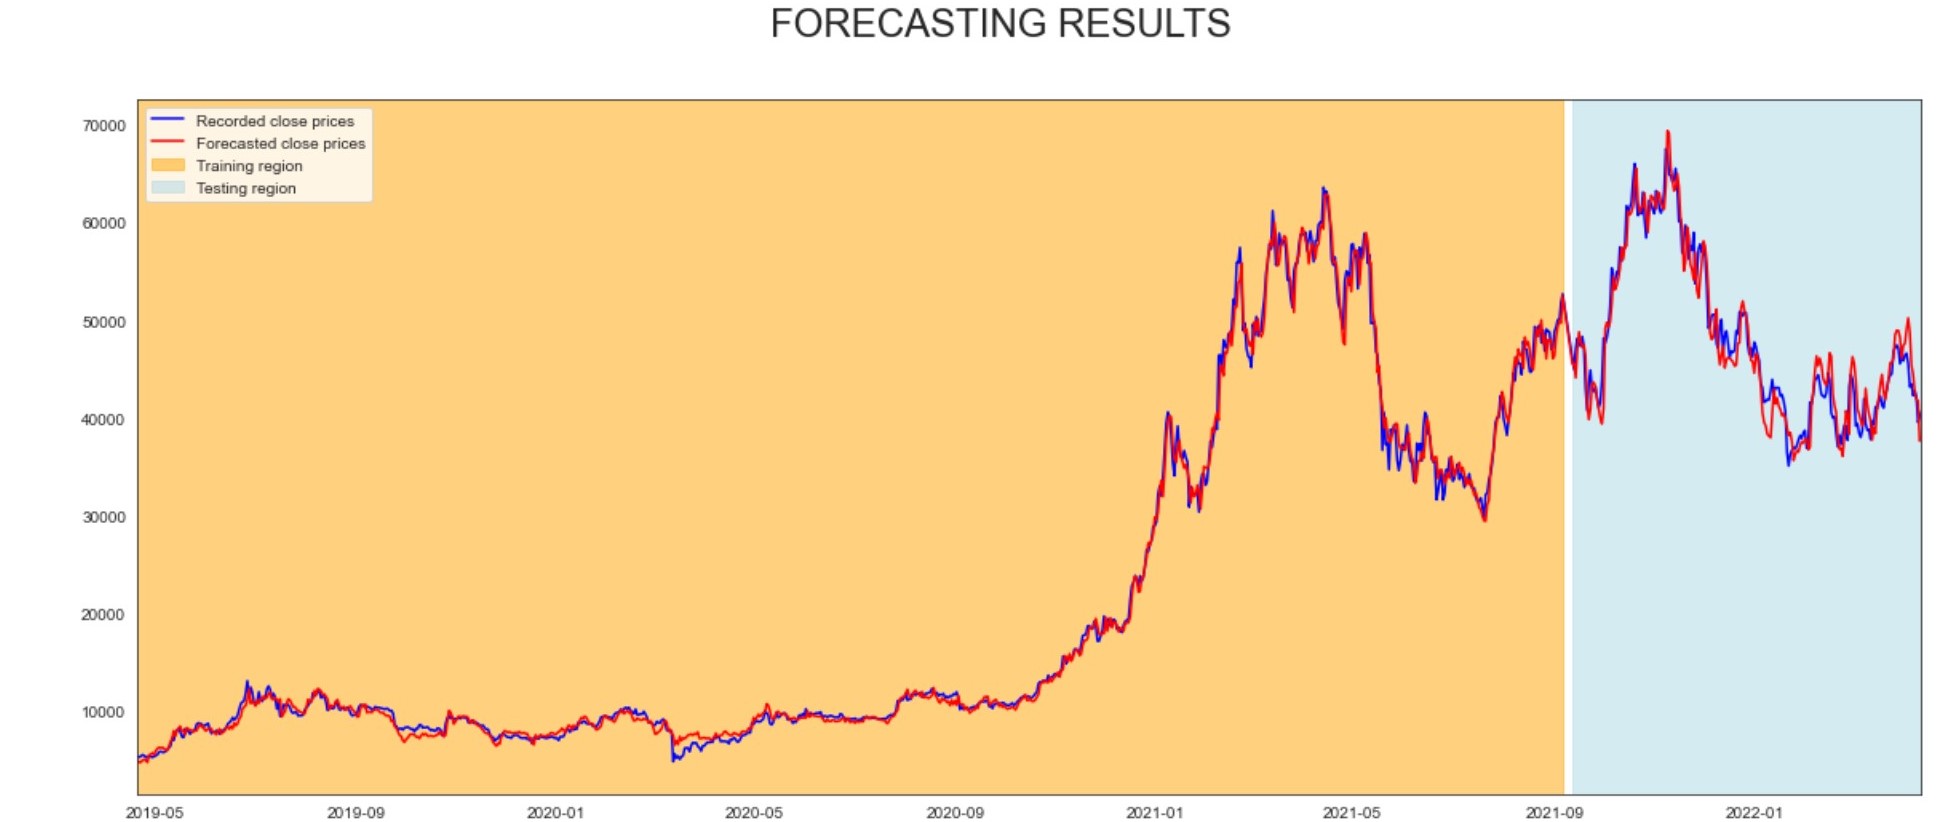 FORECASTING RESULTS
Recorded close prices
Forecasted close prices
Training region
Testing region
70000
60000
50000
40000
30000
20000
10000
2019-05 2019-09 2020-01 2020-05 2020-09 2021-01 2021-05 2021-09 2022-01